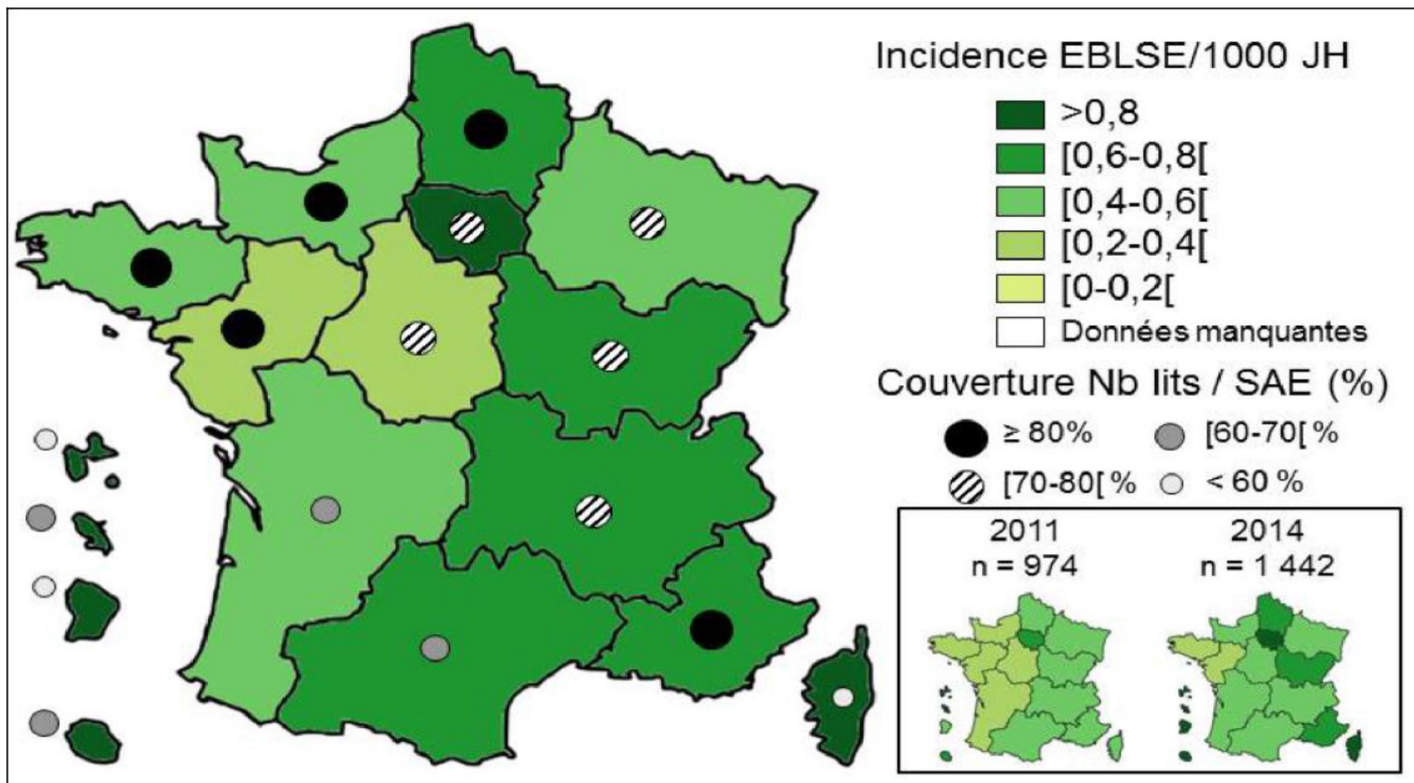 Incidence EBLSE/1000 JH
>0,8
[0,6-0,8[
[0,4-0,6[
[0,2-0,4[
[0-0,2[
Données manquantes
Couverture Nb lits / SAE (%)
≥ 80% [60-70[ %
[70-80[ % < 60 %
2011 2014
n = 974 n = 1 442